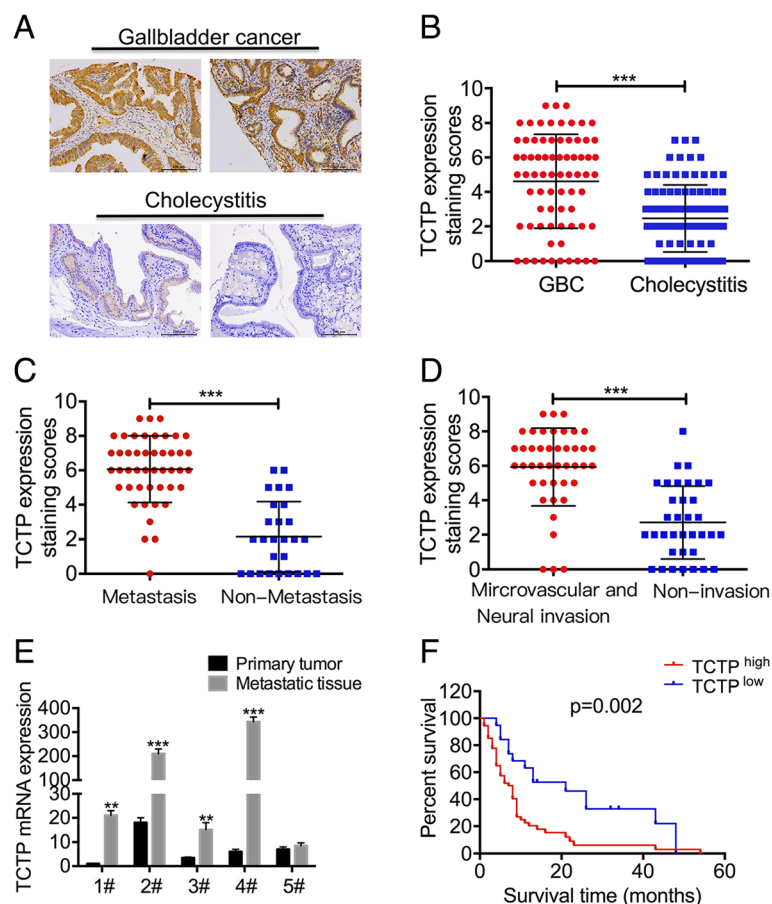 A
Gallbladder cancer
Cholecystitis
B
TCTP expression
staining scores
10
8
6
4
2
0
***
GBC
Cholecystitis
C
TCTP expression
staining scores
10
8
6
4
2
0
***
Metastasis
Non-Metastasis
D
TCTP expression
staining scores
10
8
6
4
2
0
***
Mircrovascular and
Neural invasion
Non-invasion
E
Primary tumor
Metastatic tissue
TCTP mRNA expression
400
300
200
100
30
20
10
0
**
***
**
***
1#
2#
3#
4#
5#
F
TCTP high
TCTP low
p=0.002
Percent survival
120
100
80
60
40
20
0
0
20
40
60
Survival time (months)